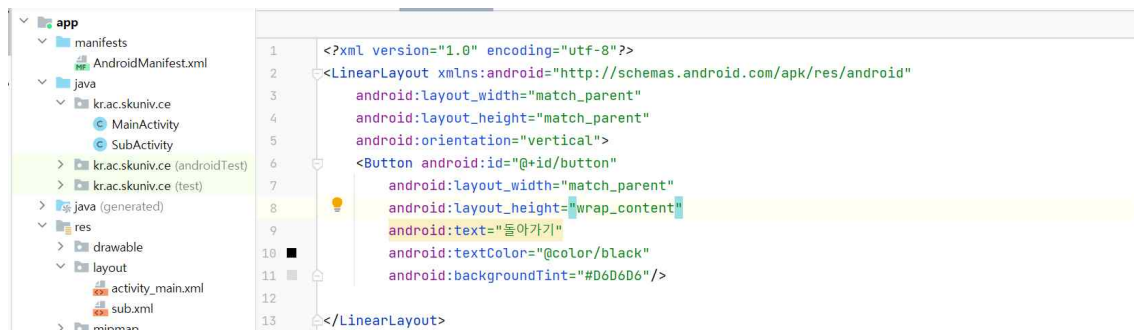 app
manifests
AndroidManifest.xml
java
kr.ac.skuniv.ce
MainActivity
SubActivity
kr.ac.skuniv.ce (androidTest)
kr.ac.skuniv.ce (test)
java (generated)
res
drawable
layout
activity_main.xml
sub.xml
mipmap
1 <?xml version="1.0" encoding="utf-8"?>
2 <LinearLayout xmlns:android="http://schemas.android.com/apk/res/android"
3 android:layout_width="match_parent"
4 android:layout_height="match_parent"
5 android:orientation="vertical">
6 <Button android:id="@+id/button"
7 android:layout_width="match_parent"
8 android:layout_height="wrap_content"
9 android:text="돌아가기"
10 android:textColor="@color/black"
11 android:backgroundTint="#D6D6D6"/>
12
13 </LinearLayout>